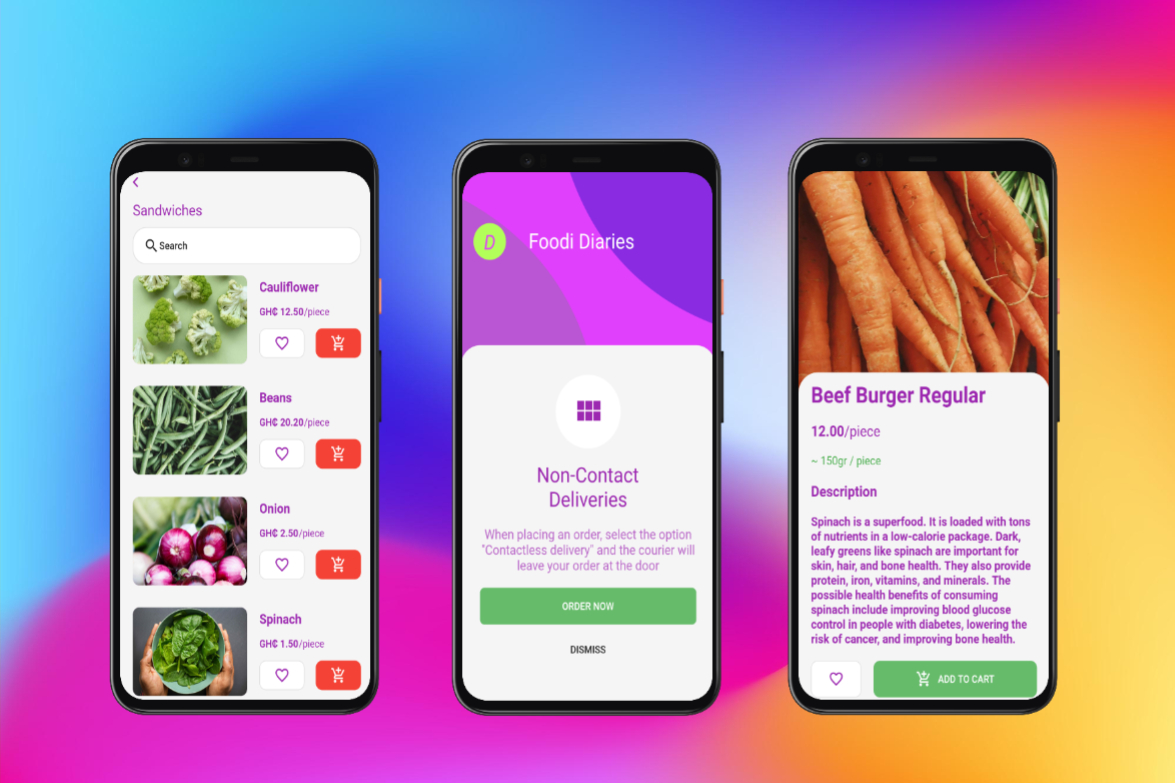 Sandwiches
Search
Cauliflower
GH₵ 12.50/piece
Beans
GH₵ 20.20/piece
Onion
GH₵ 2.50/piece
Spinach
GH₵ 1.50/piece
D
Foodi Diaries
Non-Contact
Deliveries
When placing an order, select the option
"Contactless delivery" and the courier will
leave your order at the door
ORDER NOW
DISMISS
Beef Burger Regular
12.00/piece
~ 150gr / piece
Description
Spinach is a superfood. It is loaded with tons
of nutrients in a low-calorie package. Dark,
leafy greens like spinach are important for
skin, hair, and bone health. They also provide
protein, iron, vitamins, and minerals. The
possible health benefits of consuming
spinach include improving blood glucose
control in people with diabetes, lowering the
risk of cancer, and improving bone health.
ADD TO CART